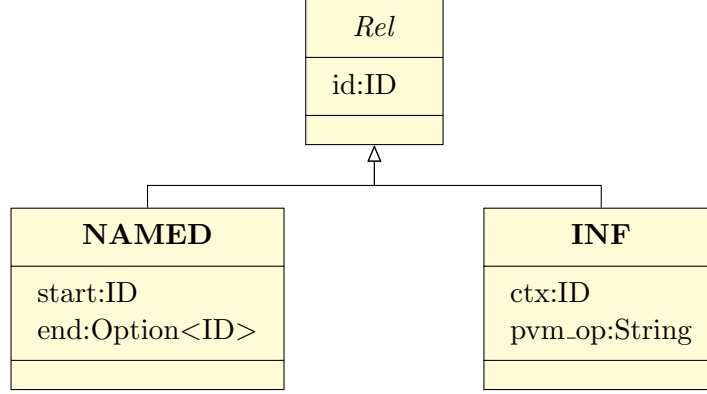 Rel
id:ID
NAMED
start:ID
end:Option<ID>
INF
ctx:ID
pvm_op:String